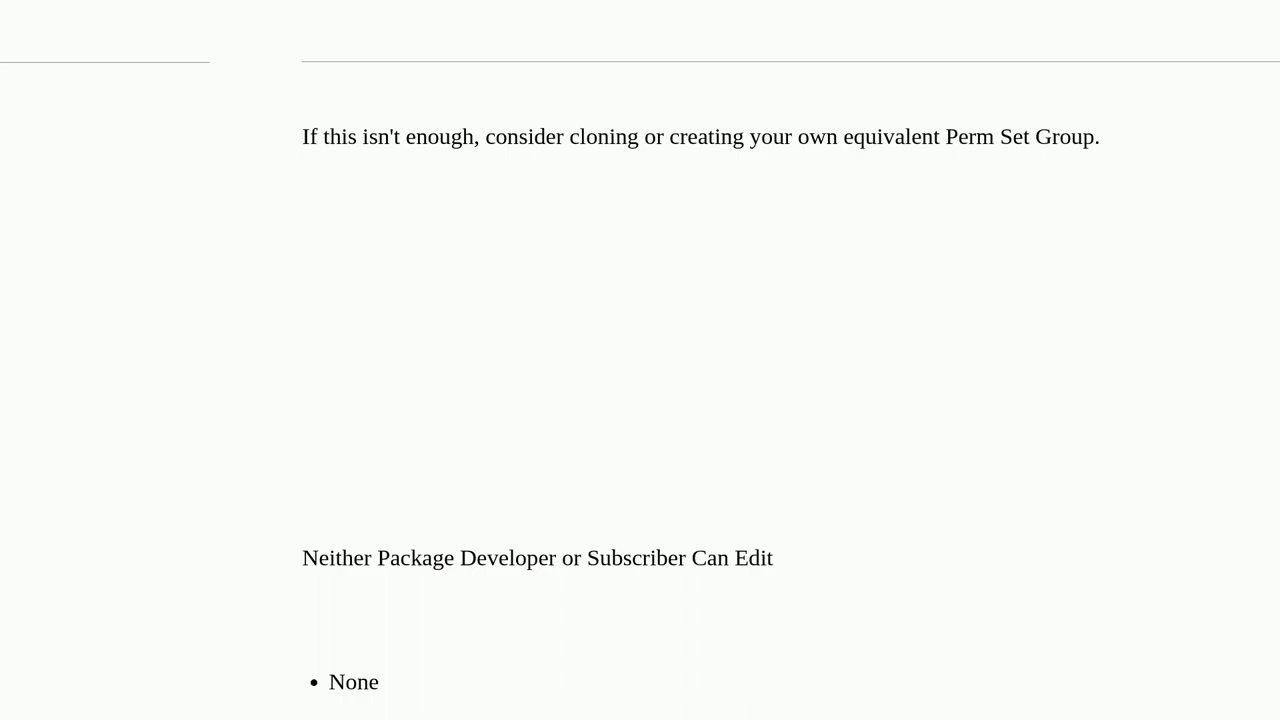 If this isn't enough, consider cloning or creating your own equivalent Perm Set Group.
Neither Package Developer or Subscriber Can Edit
• None